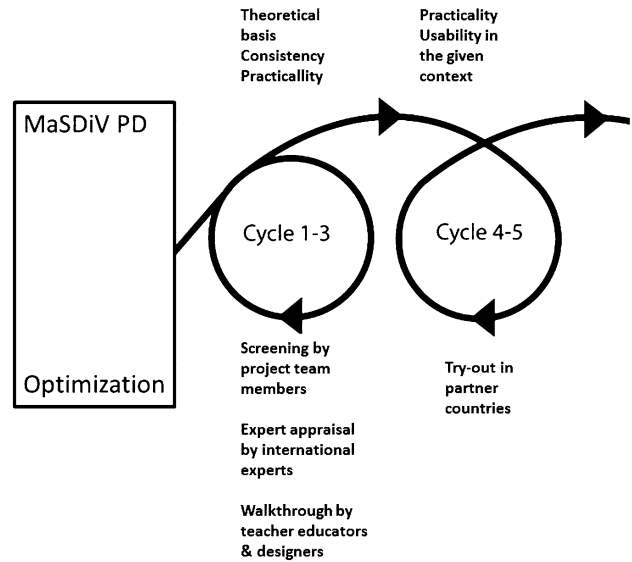 Theoretical
basis
Consistency
Practicallity
Practicality
Usability in
the given
context
MaSDiV PD
Optimization
Cycle 1-3
Cycle 4-5
Screening by
project team
members
Expert appraisal
by international
experts
Walkthrough by
teacher educators
& designers
Try-out in
partner
countries